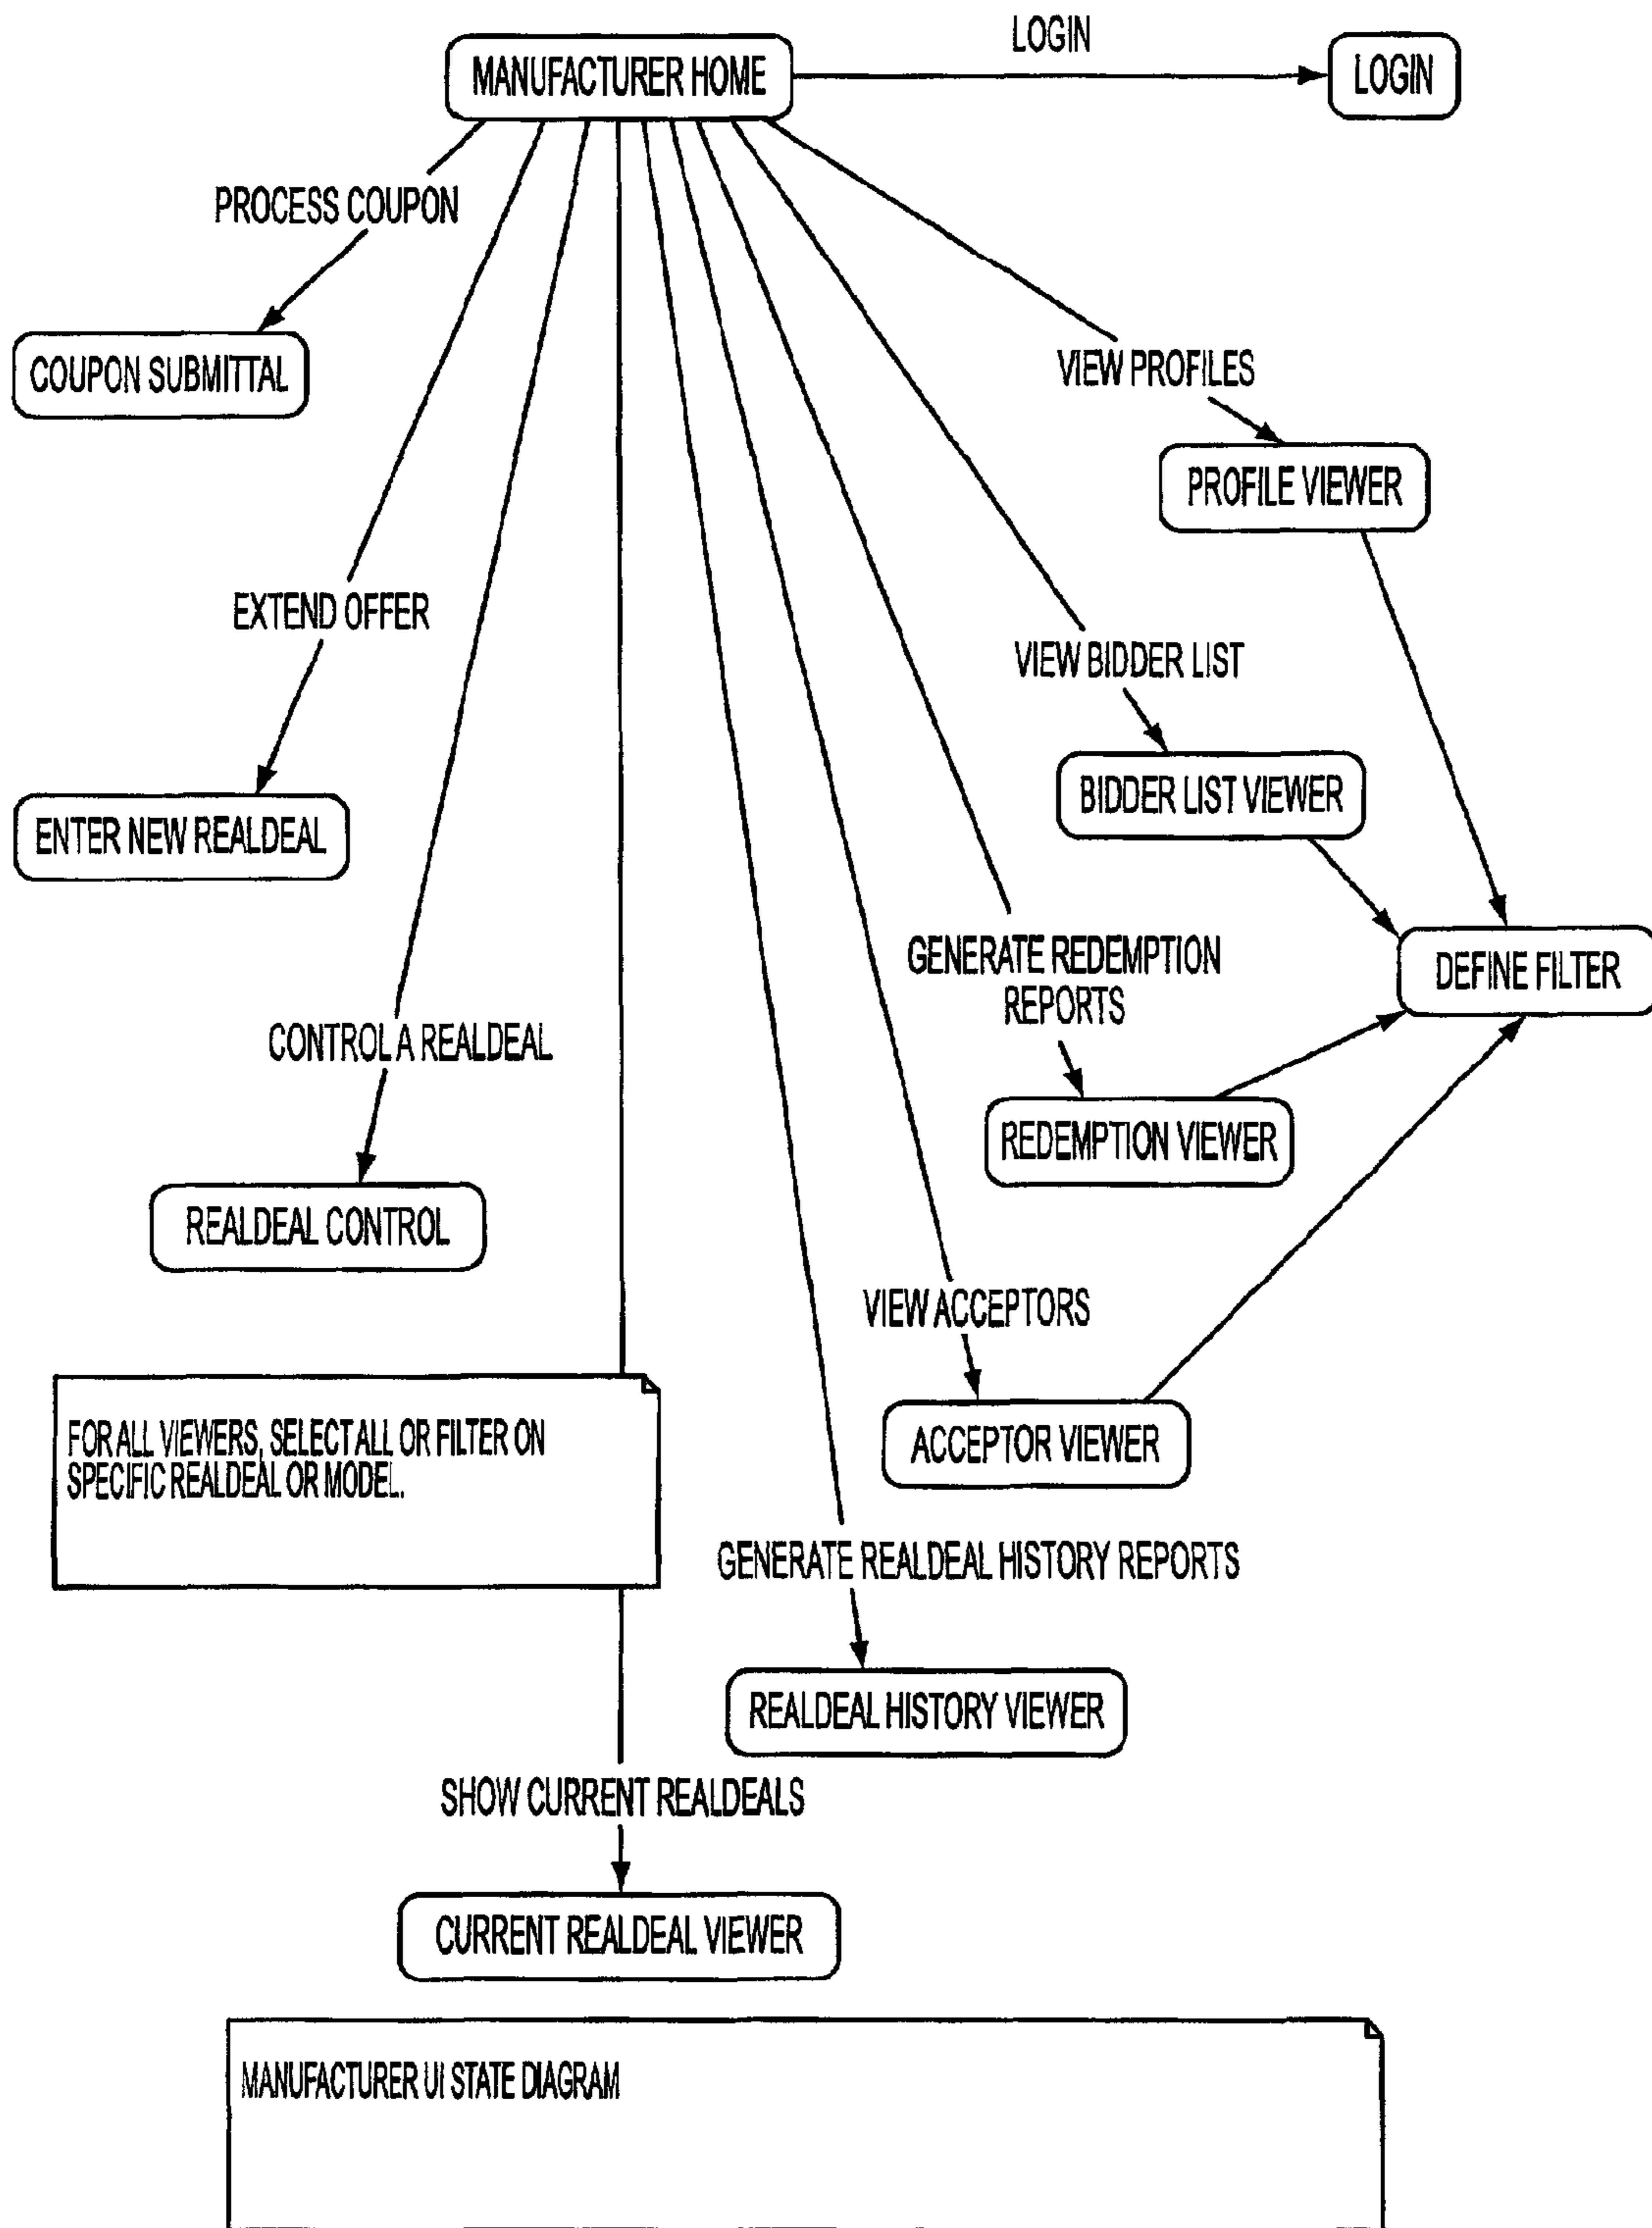 LOGIN
MANUFACTURER HOME
LOGIN
PROCESS COUPON
COUPON SUBMITTAL
VIEW PROFILES
PROFILE VIEWER
EXTEND OFFER
VIEW BIDDER LIST
ENTER NEW REALDEAL
BIDDER LIST VIEWER
GENERATE REDEMPTION
REPORTS
DEFINE FILTER
CONTROL A REALDEAL
REDEMPTION VIEWER
REALDEAL CONTROL
VIEW ACCEPTORS
FOR ALL VIEWERS, SELECT ALL OR FILTER ON
SPECIFIC REALDEAL OR MODEL.
ACCEPTOR VIEWER
GENERATE REALDEAL HISTORY REPORTS
REALDEAL HISTORY VIEWER
SHOW CURRENT REALDEALS
CURRENT REALDEAL VIEWER
MANUFACTURER UI STATE DIAGRAM